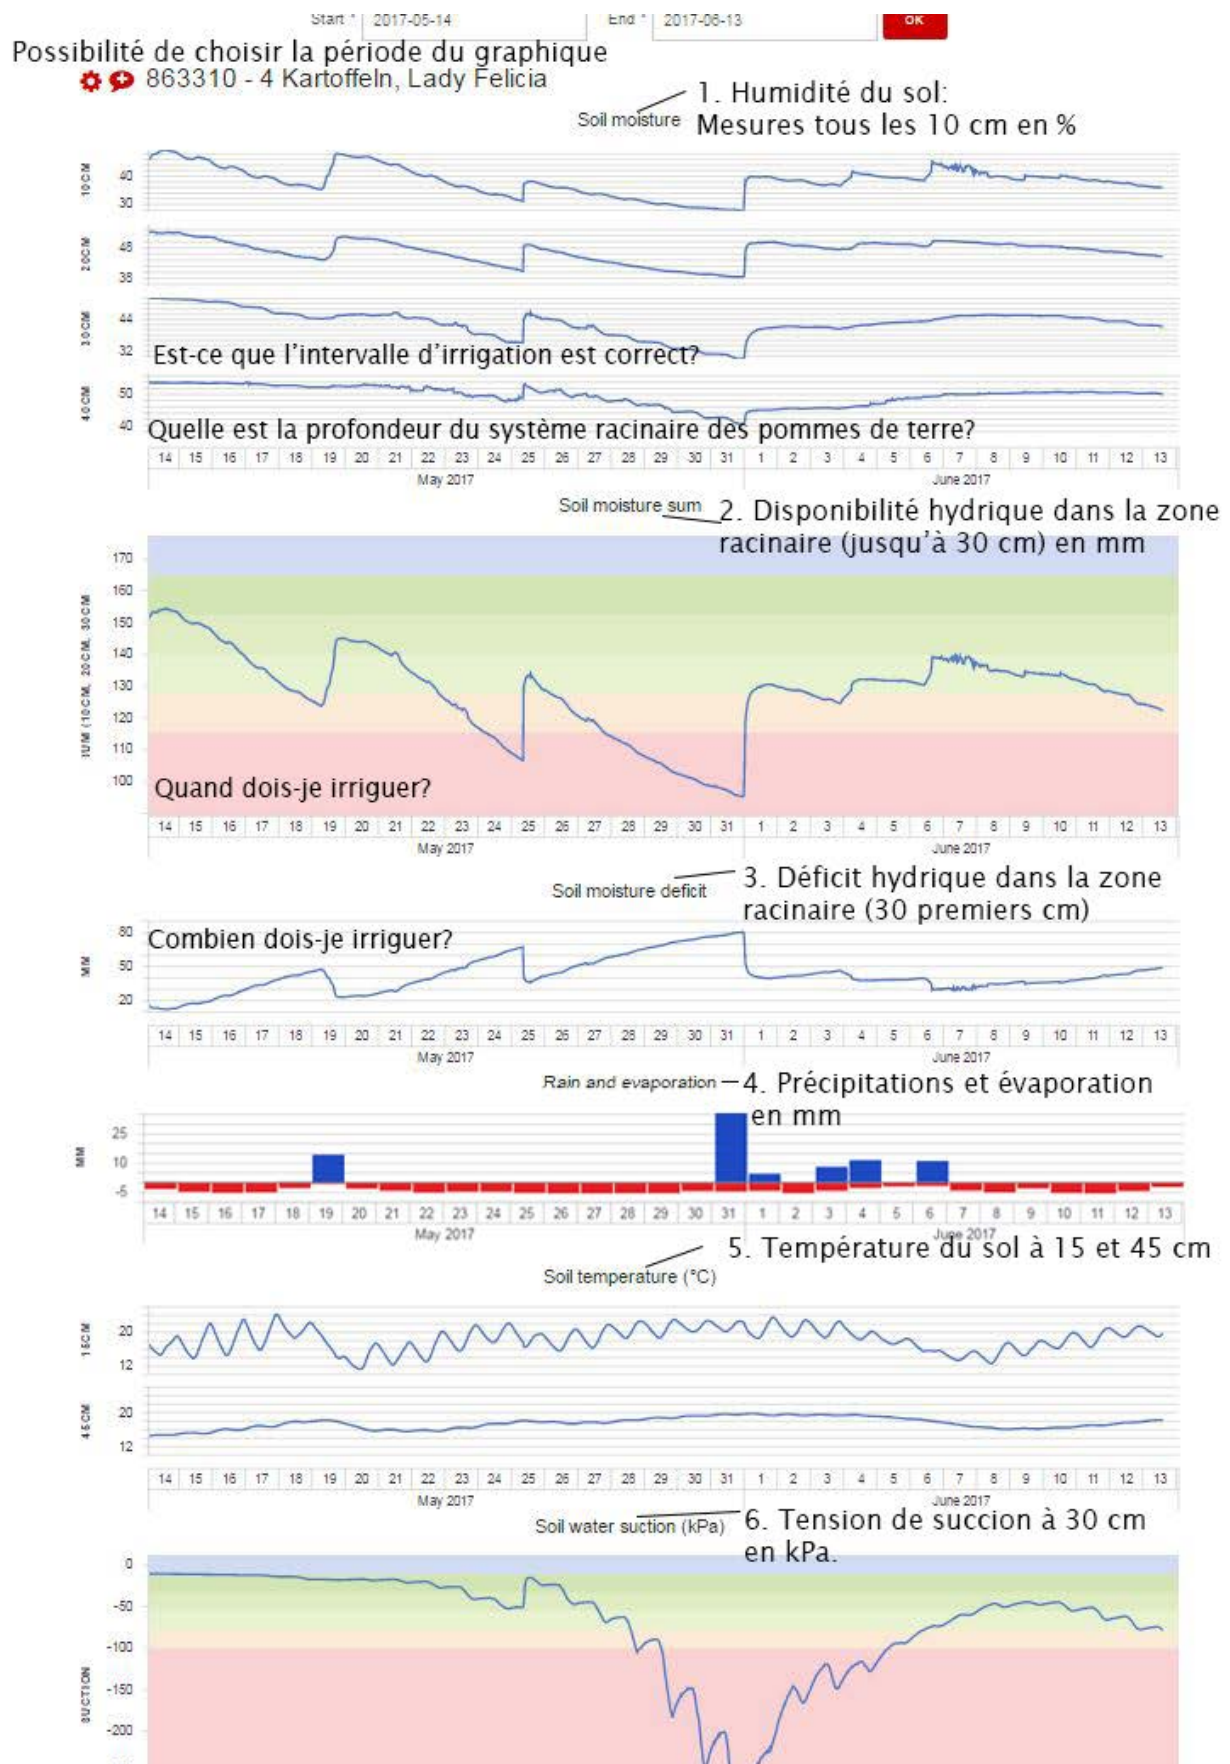 Start * 2017-05-14 End * 2017-06-13 OK
Possibilité de choisir la période du graphique
863310 - 4 Kartoffeln, Lady Felicia
1. Humidité du sol:
Soil moisture Mesures tous les 10 cm en %
10CM 40 30
20CM 48 38
30CM 44 32
Est-ce que l'intervalle d'irrigation est correct?
40CM 50 40
Quelle est la profondeur du système racinaire des pommes de terre?
14 15 16 17 18 19 20 21 22 23 24 25 26 27 28 29 30 31 1 2 3 4 5 6 7 8 9 10 11 12 13
May 2017 June 2017
Soil moisture sum 2. Disponibilité hydrique dans la zone
racinaire (jusqu'à 30 cm) en mm
170
160
150
140
130
120
110
100
(10CM, 20CM, 30CM
Quand dois-je irriguer?
14 15 16 17 18 19 20 21 22 23 24 25 26 27 28 29 30 31 1 2 3 4 5 6 7 8 9 10 11 12 13
May 2017 June 2017
Soil moisture deficit 3. Déficit hydrique dans la zone
racinaire (30 premiers cm)
Combien dois-je irriguer?
MM 80 50 20
14 15 16 17 18 19 20 21 22 23 24 25 26 27 28 29 30 31 1 2 3 4 5 6 7 8 9 10 11 12 13
May 2017 June 2017
Rain and evaporation 4. Précipitations et évaporation
en mm
MM 25 10 -5
14 15 16 17 18 19 20 21 22 23 24 25 26 27 28 29 30 31 1 2 3 4 5 6 7 8 9 10 11 12 13
May 2017 June 2017
5. Température du sol à 15 et 45 cm
Soil temperature (°C)
15CM 20 12
45CM 20 12
14 15 16 17 18 19 20 21 22 23 24 25 26 27 28 29 30 31 1 2 3 4 5 6 7 8 9 10 11 12 13
May 2017 June 2017
Soil water suction (kPa) 6. Tension de succion à 30 cm
en kPa.
0
-50
-100
-150
-200
SUCTION